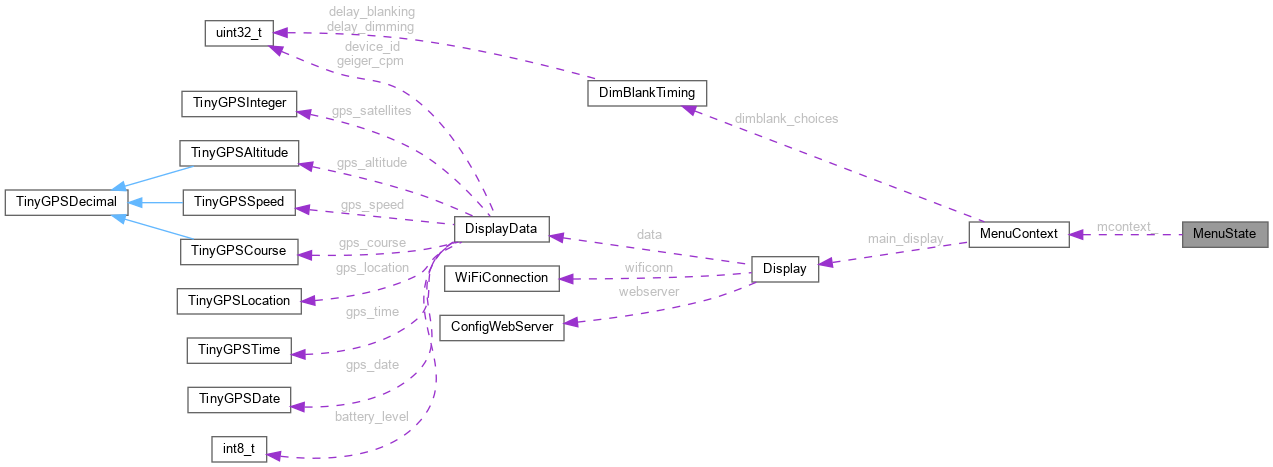 delay_blanking
delay_dimming
uint32_t
device_id
geiger_cpm
DimBlankTiming
TinyGPSInteger
gps_satellites
dimblank_choices
TinyGPSAltitude
gps_altitude
TinyGPSDecimal
TinyGPSSpeed
gps_speed
DisplayData
data
main_display
MenuContext
mcontext
MenuState
TinyGPSCourse
gps_course
gps_location
WiFiConnection
wificonn
Display
webserver
TinyGPSLocation
gps_time
ConfigWebServer
TinyGPSTime
gps_date
TinyGPSDate
battery_level
int8_t